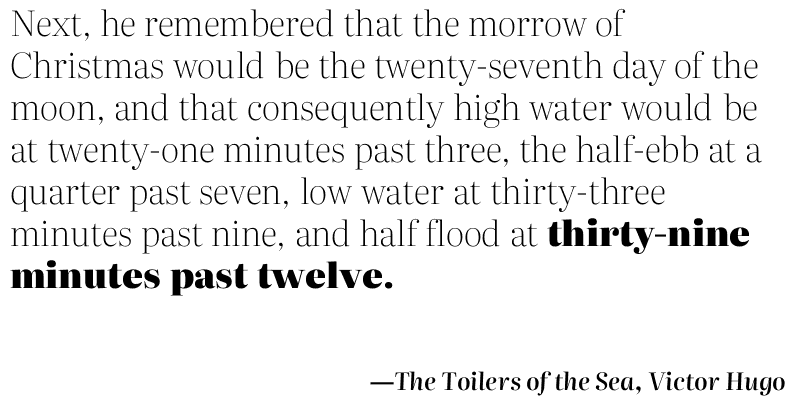 Next, he remembered that the morrow of
Christmas would be the twenty-seventh day of the
moon, and that consequently high water would be
at twenty-one minutes past three, the half-ebb at a
quarter past seven, low water at thirty-three
minutes past nine, and half flood at thirty-nine
minutes past twelve.
—The Toilers of the Sea, Victor Hugo